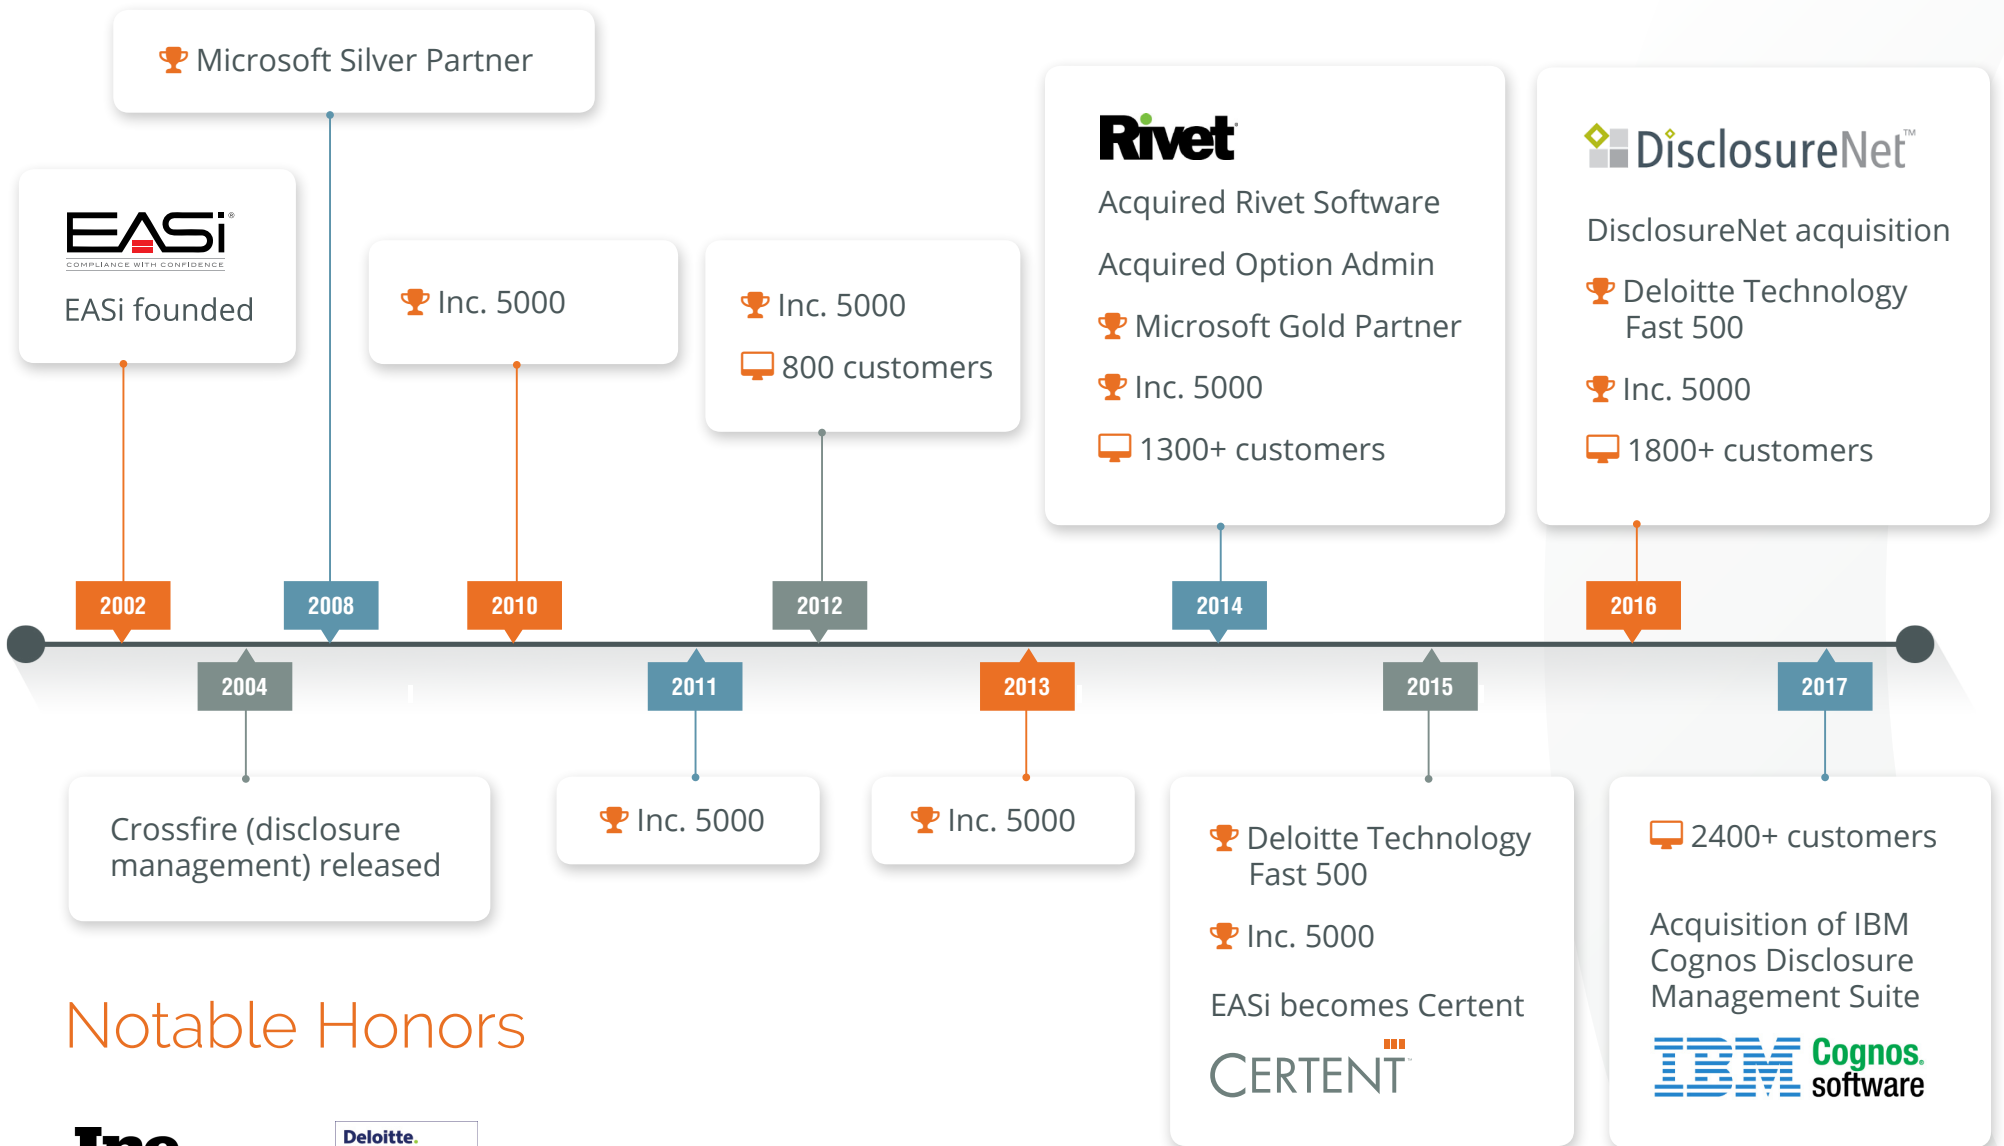 Microsoft Silver Partner
EASi®
COMPLIANCE WITH CONFIDENCE
EASi founded
Inc. 5000
Inc. 5000
800 customers
Rivet
Acquired Rivet Software
Acquired Option Admin
Microsoft Gold Partner
Inc. 5000
1300+ customers
DisclosureNet™
DisclosureNet acquisition
Deloitte Technology
Fast 500
Inc. 5000
1800+ customers
2002
2008
2010
2012
2014
2016
2004
2011
2013
2015
2017
Crossfire (disclosure
management) released
Inc. 5000
Inc. 5000
Deloitte Technology
Fast 500
Inc. 5000
EASi becomes Certent
CERTENT™
2400+ customers
Acquisition of IBM
Cognos Disclosure
Management Suite
IBM Cognos®
software
Notable Honors
Inc
Deloitte.